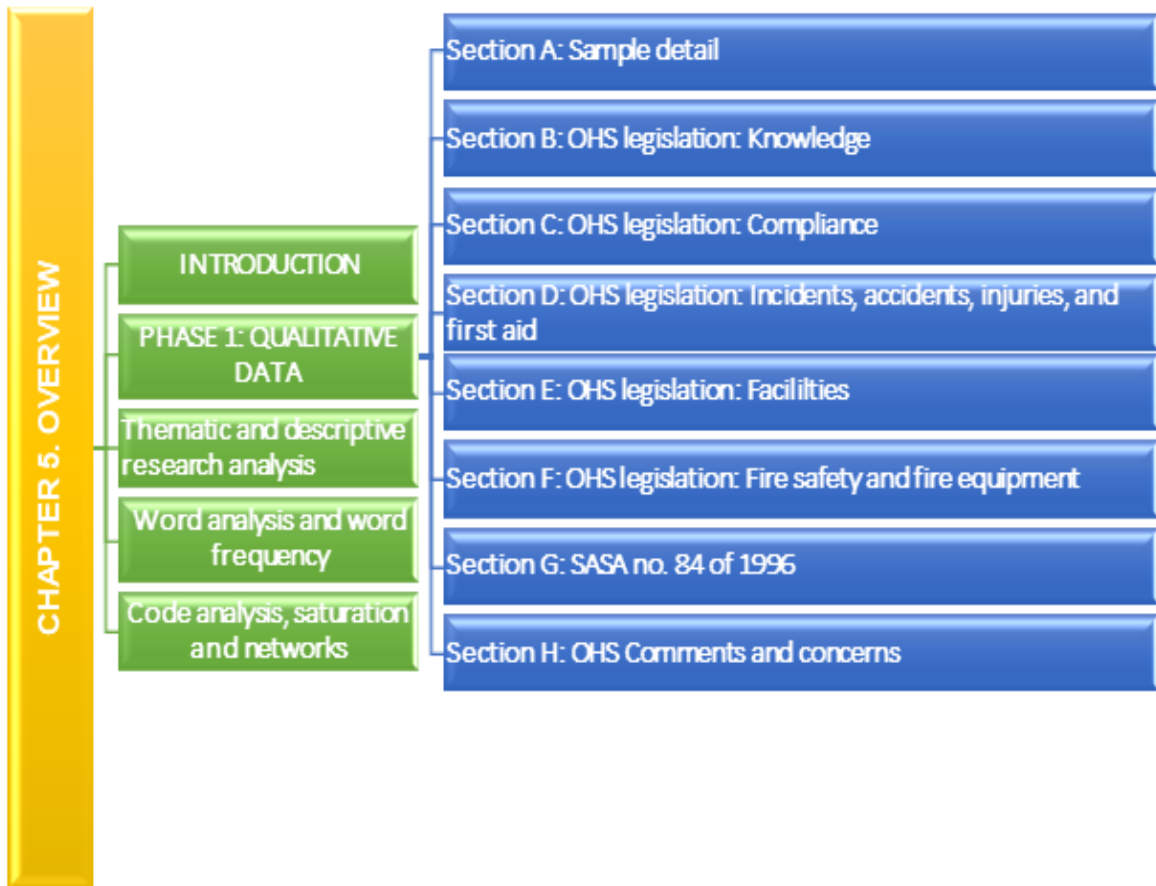 CHAPTER 5. OVERVIEW
INTRODUCTION
PHASE 1: QUALITATIVE
DATA
Thematic and descriptive
research analysis
Word analysis and word
frequency
Code analysis, saturation
and networks
Section A: Sample detail
Section B: OHS legislation: Knowledge
Section C: OHS legislation: Compliance
Section D: OHS legislation: Incidents, accidents, injuries, and
first aid
Section E: OHS legislation: Facililties
Section F: OHS legislation: Fire safety and fire equipment
Section G: SASA no. 84 of 1996
Section H: OHS Comments and concerns